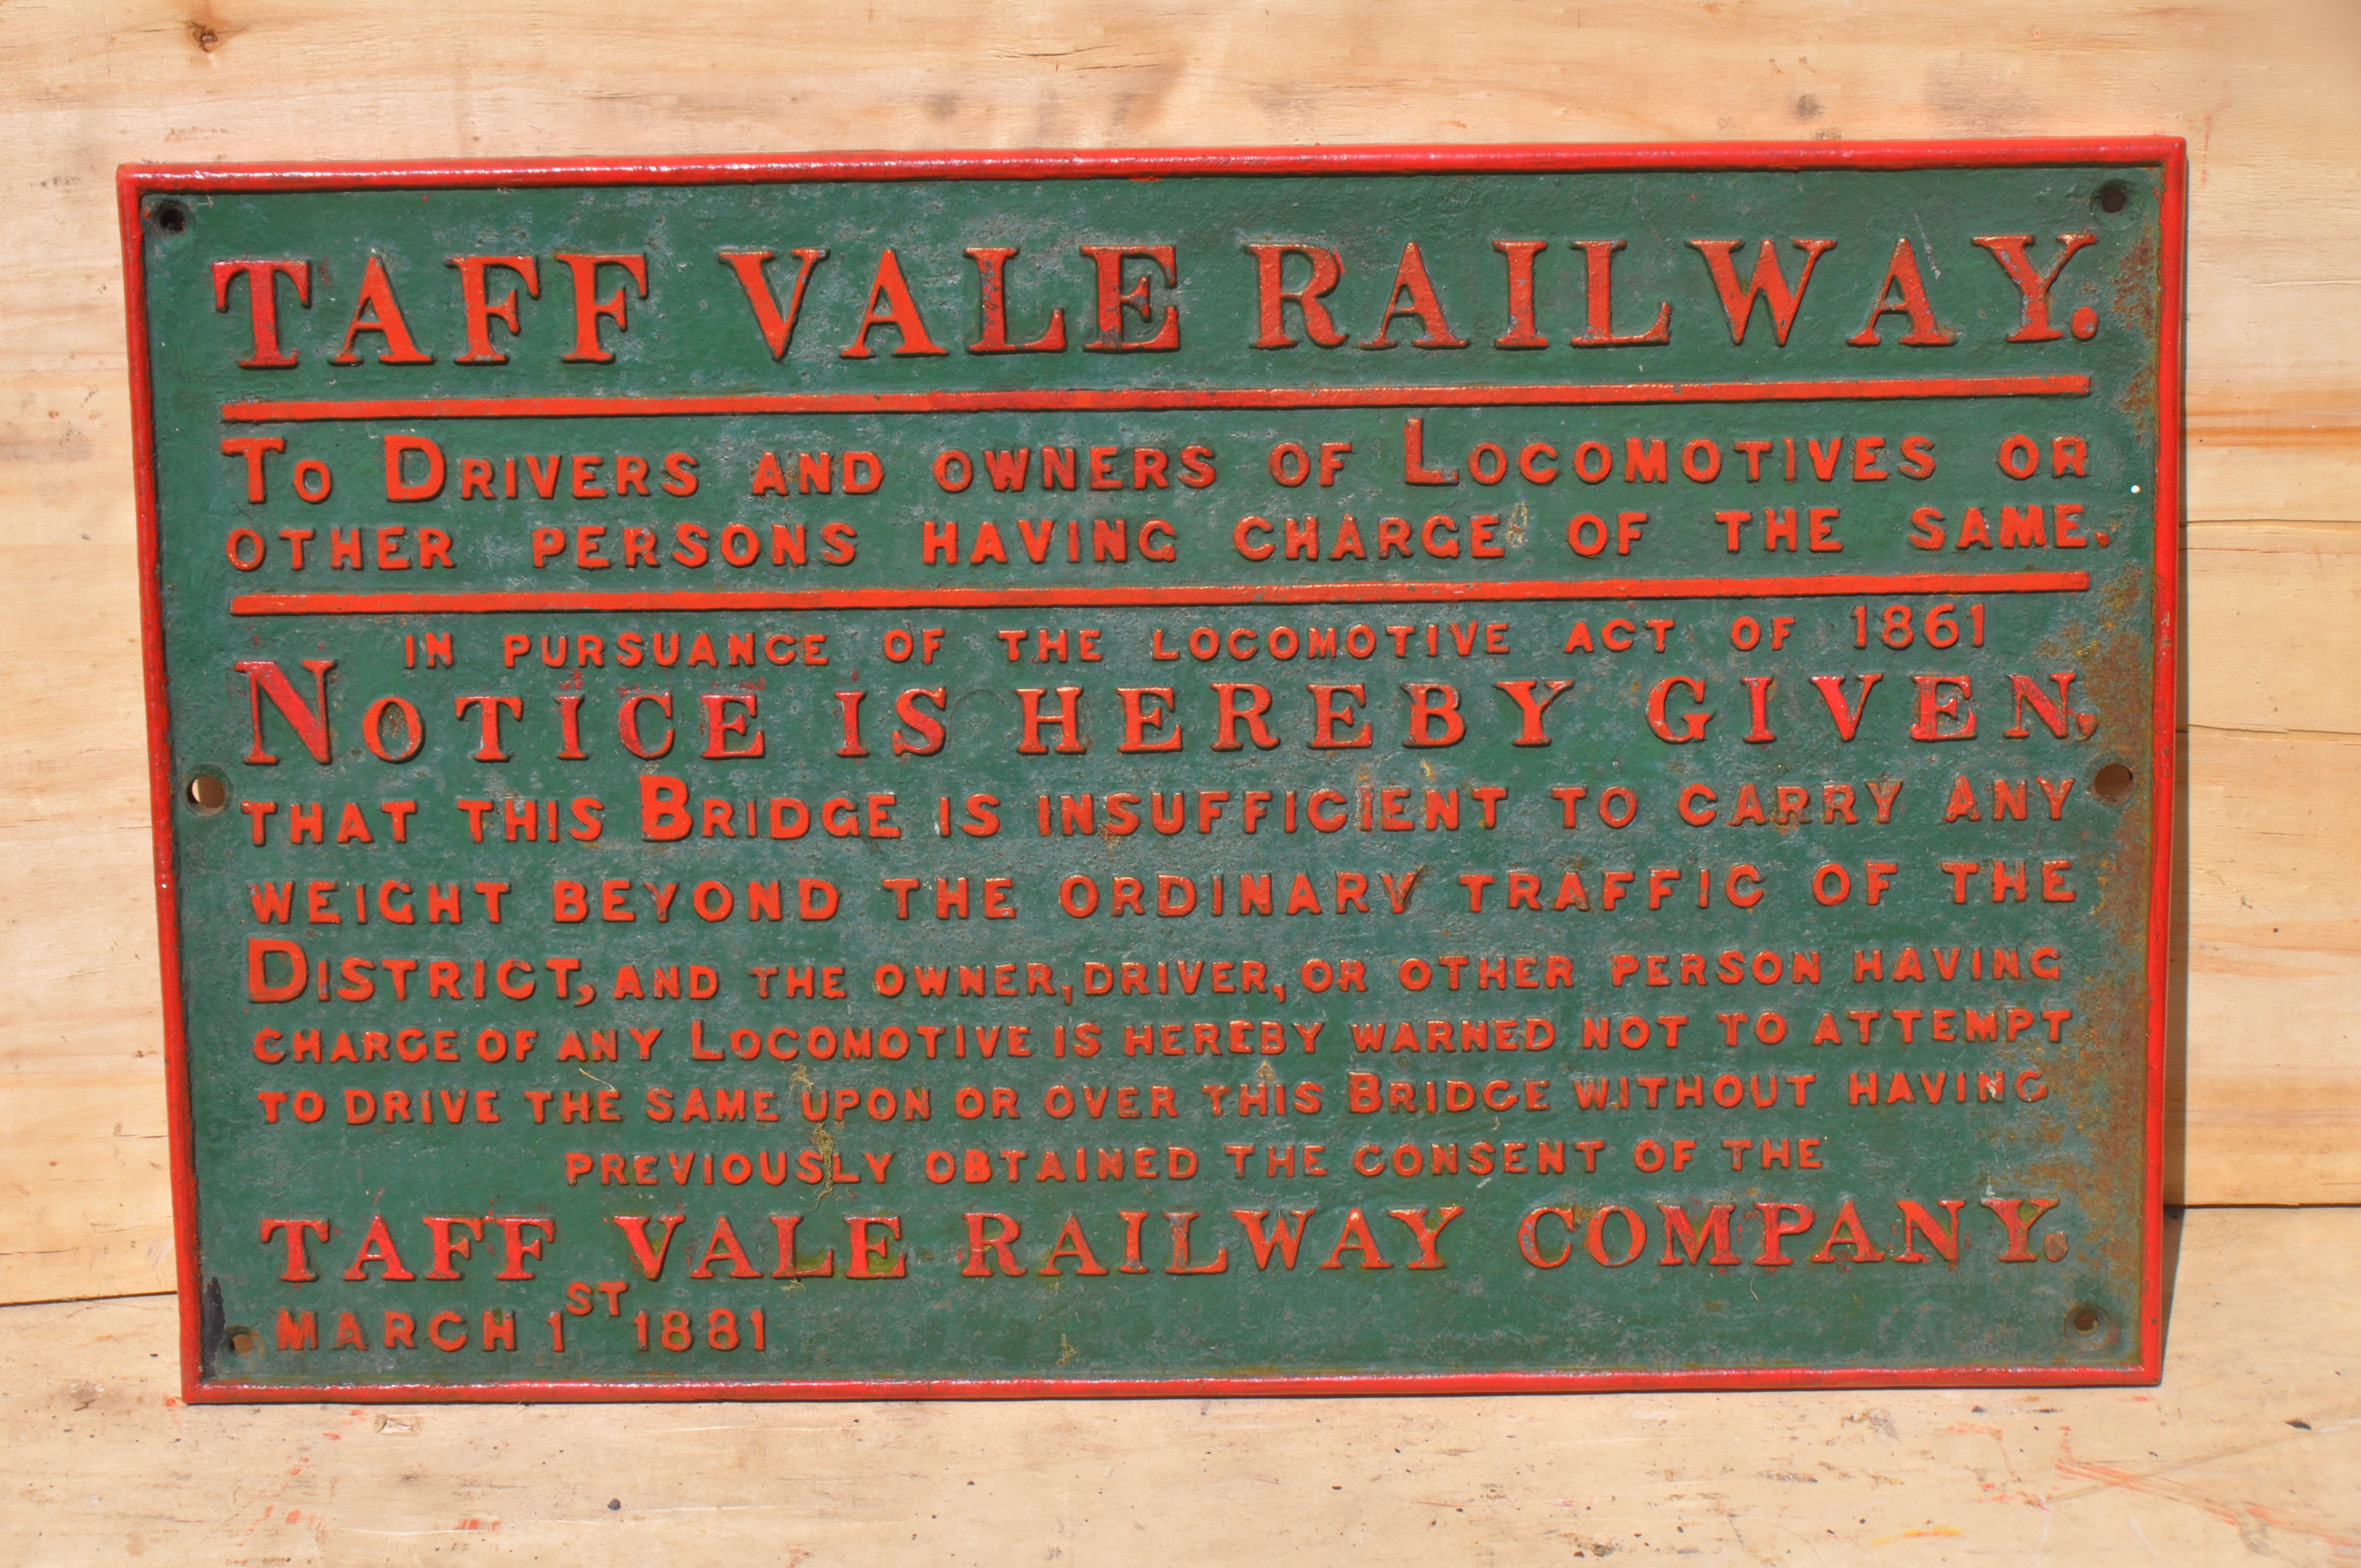 TAFF VALE RAILWAY.
TO DRIVERS AND OWNERS OF LOCOMOTIVES OR
OTHER PERSONS HAVING CHARGE OF THE SAME.
IN PURSUANCE OF THE LOCOMOTIVE ACT OF 1861
NOTICE IS HEREBY GIVEN,
THAT THIS BRIDGE IS INSUFFICIENT TO CARRY ANY
WEIGHT BEYOND THE ORDINARY TRAFFIC OF THE
DISTRICT, AND THE OWNER, DRIVER, OR OTHER PERSON HAVING
CHARGE OF ANY LOCOMOTIVE IS HEREBY WARNED NOT TO ATTEMPT
TO DRIVE THE SAME UPON OR OVER THIS BRIDGE WITHOUT HAVING
PREVIOUSLY OBTAINED THE CONSENT OF THE
TAFF VALE RAILWAY COMPANY.
MARCH 1ST 1881